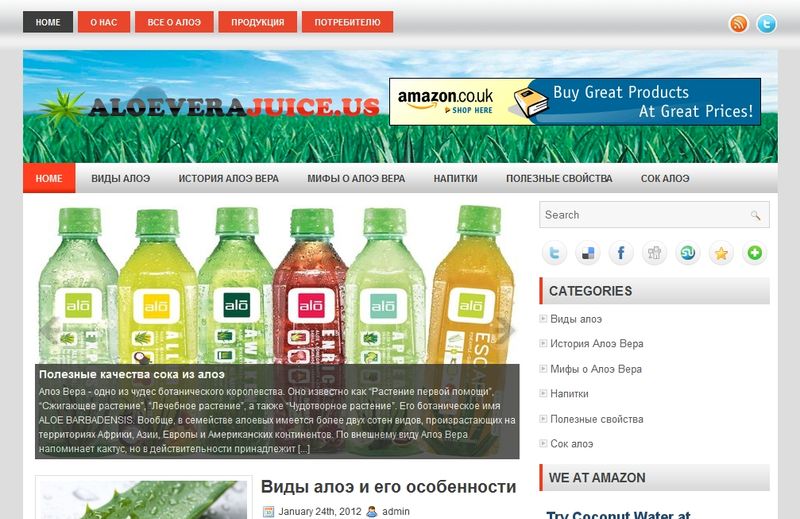 HOME О НАС ВСЕ О АЛОЭ ПРОДУКЦИЯ ПОТРЕБИТЕЛЮ
ALOEVERAJUICE.US
amazon.co.uk
SHOP HERE
Buy Great Products
At Great Prices!
HOME ВИДЫ АЛОЭ ИСТОРИЯ АЛОЭ ВЕРА МИФЫ О АЛОЭ ВЕРА НАПИТКИ ПОЛЕЗНЫЕ СВОЙСТВА СОК АЛОЭ
alō alō alō alō alō alō
Полезные качества сока из алоэ
Алоэ Вера - одно из чудес ботанического королевства. Оно известно как “Растение первой помощи”,
“Сжигающее растение”, “Лечебное растение”, а также “Чудотворное растение”. Его ботаническое имя
ALOE BARBADENSIS. Вообще, в семействе алоевых имеется более двух сотен видов, произрастающих на
территориях Африки, Азии, Европы и Американских континентов. По внешнему виду Алоэ Вера
напоминает кактус, но в действительности принадлежит [...]
Виды алоэ и его особенности
January 24th, 2012 admin
Search
CATEGORIES
Виды алоэ
История Алоэ Вера
Мифы о Алоэ Вера
Напитки
Полезные свойства
Сок алоэ
WE AT AMAZON
Try Coconut Water at